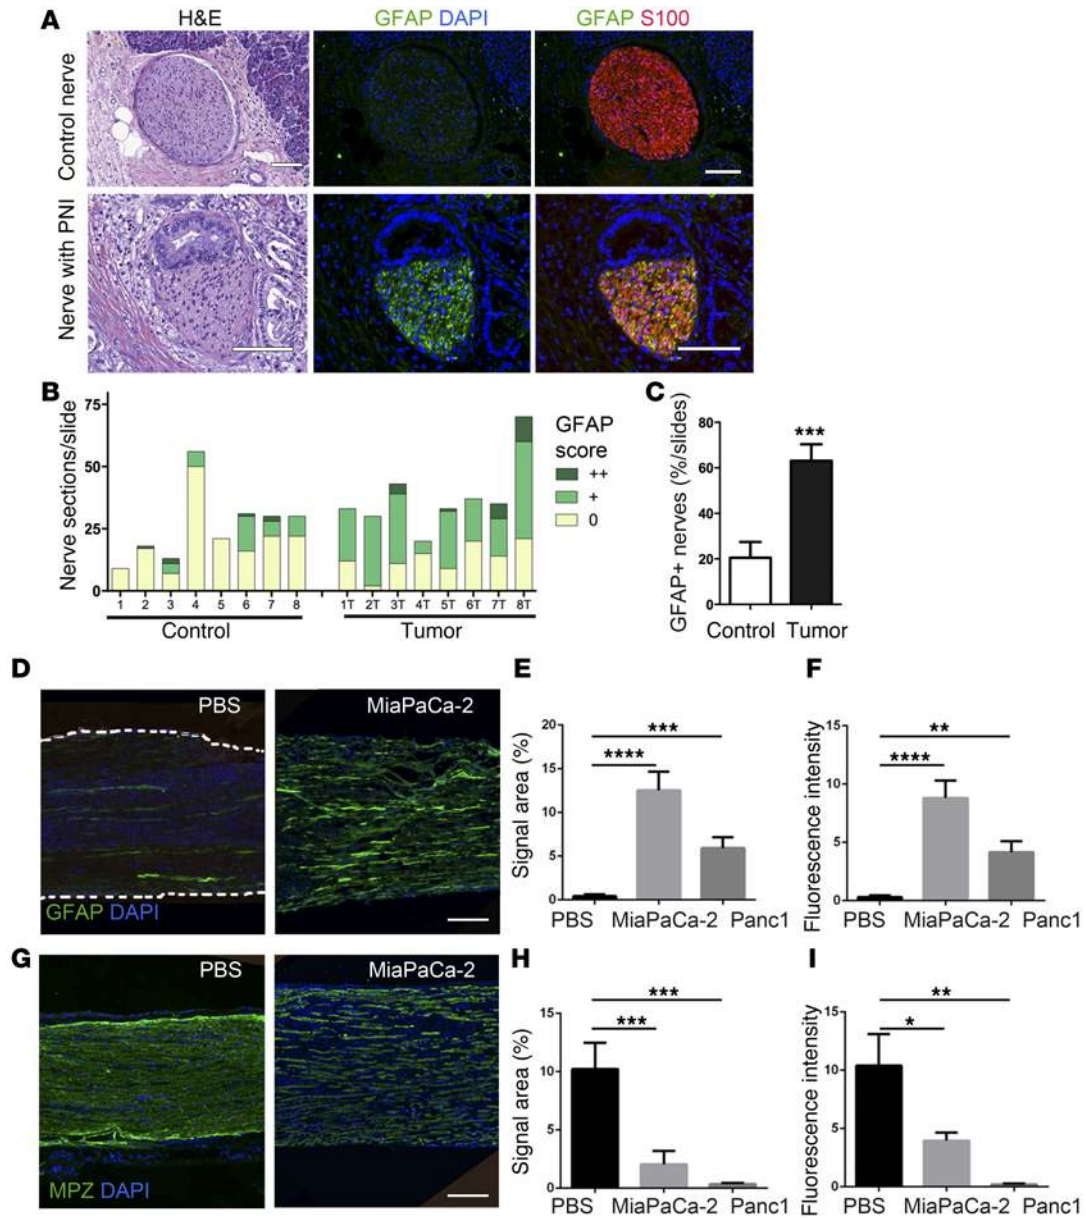 A
H&E
GFAP DAPI
GFAP S100
Control nerve
Nerve with PNI
B
Nerve sections/slide
75
50
25
0
1 2 3 4 5 6 7 8
1T 2T 3T 4T 5T 6T 7T 8T
Control
Tumor
GFAP
score
++
+
0
C
GFAP+ nerves (%/slides)
80
60
40
20
0
***
Control Tumor
D
PBS
MiaPaCa-2
GFAP DAPI
E
Signal area (%)
20
15
10
5
0
***
****
PBS MiaPaCa-2 Panc1
F
Fluorescence intensity
15
10
5
0
**
****
PBS MiaPaCa-2 Panc1
G
PBS
MiaPaCa-2
MPZ DAPI
H
Signal area (%)
15
10
5
0
***
***
PBS MiaPaCa-2 Panc1
I
Fluorescence intensity
15
10
5
0
**
*
PBS MiaPaCa-2 Panc1